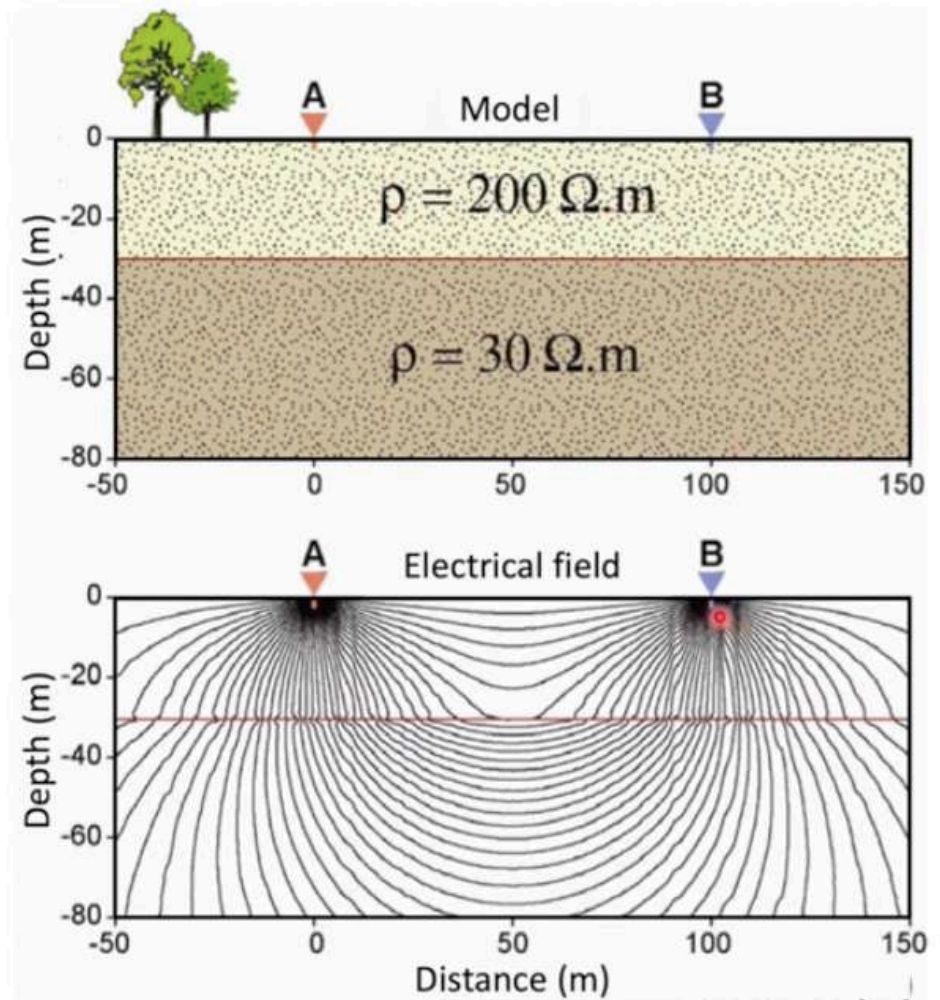 A Model B
0
-20
-40
-60
-80
Depth (m)
ρ = 200 Ω.m
ρ = 30 Ω.m
-50 0 50 100 150
A Electrical field B
0
-20
-40
-60
-80
Depth (m)
-50 0 50 100 150
Distance (m)